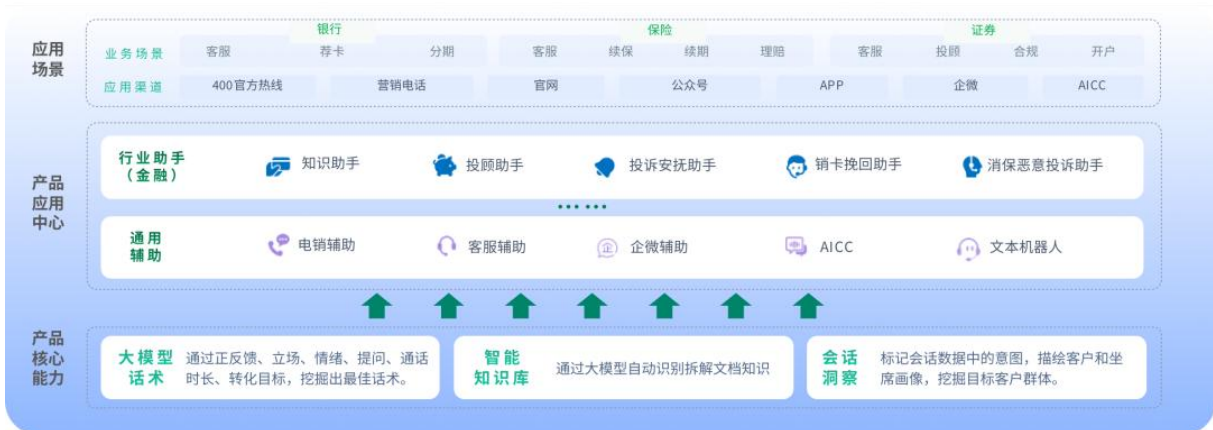 应用
场景
银行
保险
证券
业务场景
客服
荐卡
分期
客服
续保
续期
理赔
客服
投顾
合规
开户
应用渠道
400官方热线
营销电话
官网
公众号
APP
企微
AICC
产品
应用
中心
行业助手
（金融）
知识助手
投顾助手
投诉安抚助手
销卡挽回助手
消保恶意投诉助手
……
通用
辅助
电销辅助
客服辅助
企
企微辅助
AICC
文本机器人
产品
核心
能力
大模型
话术
通过正反馈、立场、情绪、提问、通话
时长、转化目标，挖掘出最佳话术。
智能
知识库
通过大模型自动识别拆解文档知识
会话
洞察
标记会话数据中的意图，描绘客户和坐
席画像，挖掘目标客户群体。